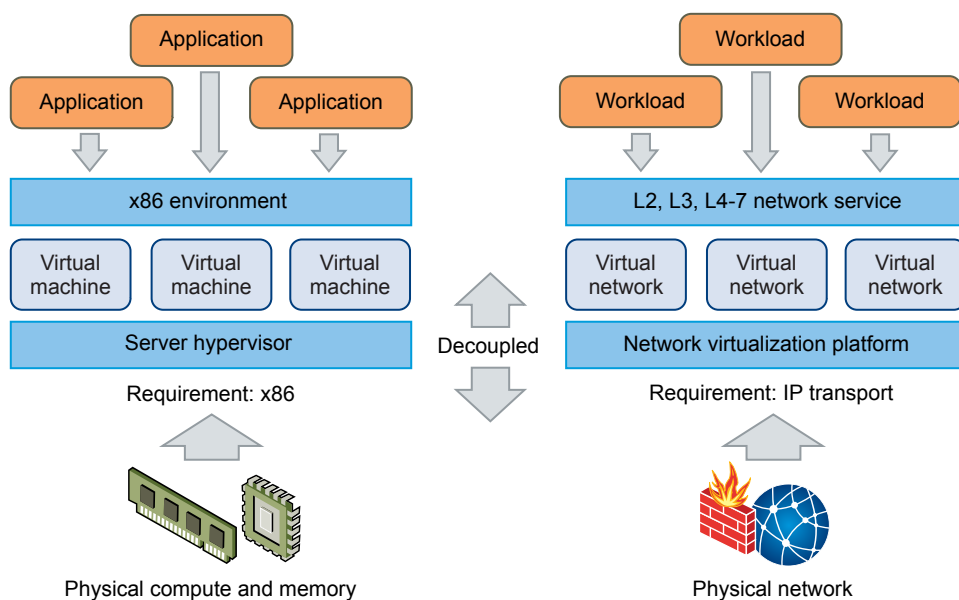 Application
Application
Application
x86 environment
Virtual
machine
Virtual
machine
Virtual
machine
Server hypervisor
Requirement: x86
Physical compute and memory
Decoupled
Workload
Workload
Workload
L2, L3, L4-7 network service
Virtual
network
Virtual
network
Virtual
network
Network virtualization platform
Requirement: IP transport
Physical network